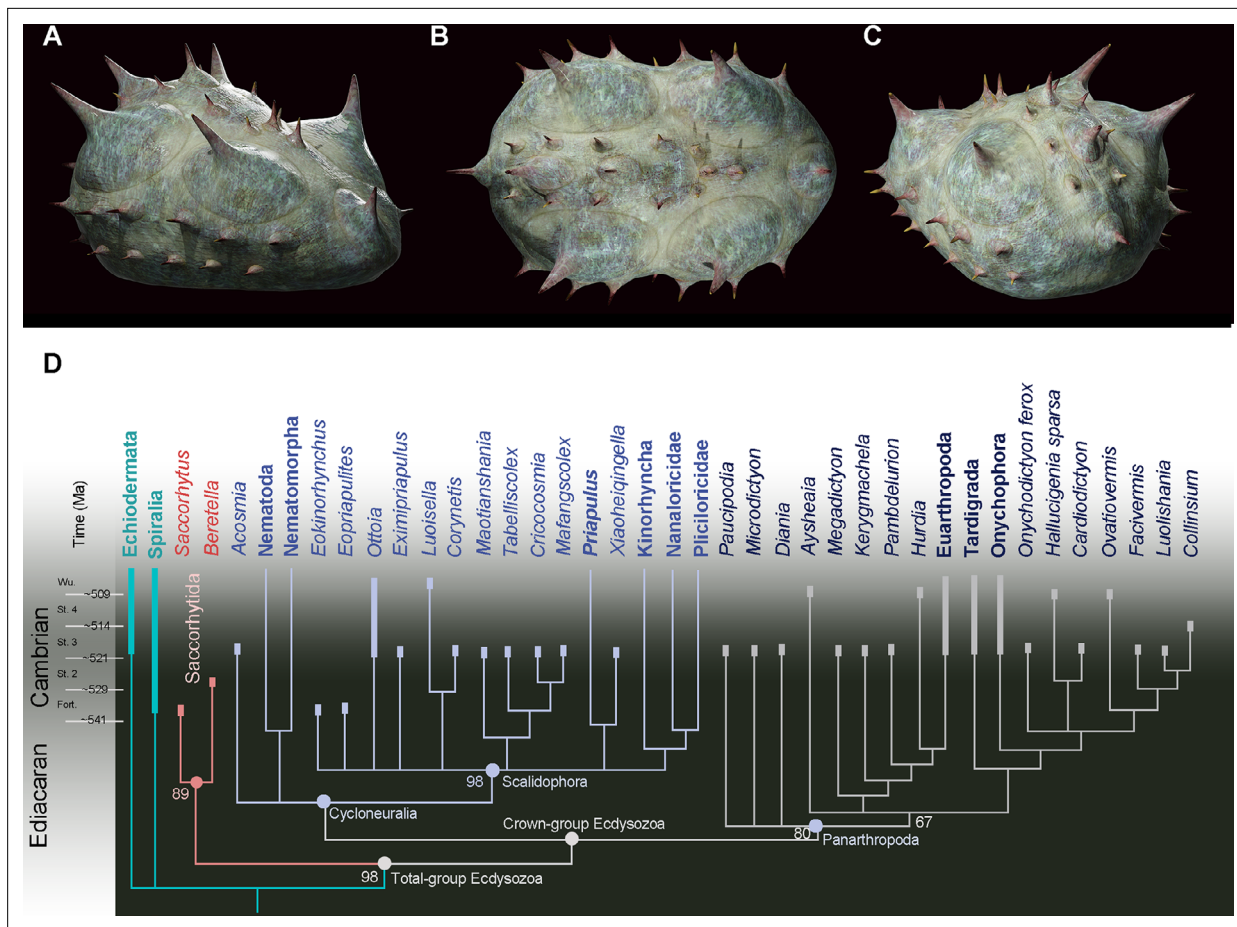 A
B
C
D
Time (Ma)
Echiodermata
Spiralia
Saccorhytus
Beretella
Acosmia
Nematoda
Nematomorpha
Eokinorhynchus
Eopriapulites
Ottoia
Eximipriapulus
Luoisella
Corynetis
Maotianshania
Tabelliscolex
Cricocosmia
Mafangscolex
Priapulus
Xiaoheiqingella
Kinorhyncha
Nanaloricidae
Pliciloricidae
Paucipodia
Microdictyon
Diania
Aysheaia
Megadictyon
Kerygmachela
Pambdelurion
Hurdia
Euarthropoda
Tardigrada
Onychophora
Onychodictyon ferox
Hallucigenia sparsa
Cardiodictyon
Ovatiovermis
Facivermis
Luolishania
Collinsium
Cambrian
Ediacaran
Wu.
~509
St. 4
~514
St. 3
~521
St. 2
~529
Fort.
~541
Saccorhytida
89
98
Scalidophora
Cycloneuralia
Crown-group Ecdysozoa
80
67
Panarthropoda
98
Total-group Ecdysozoa